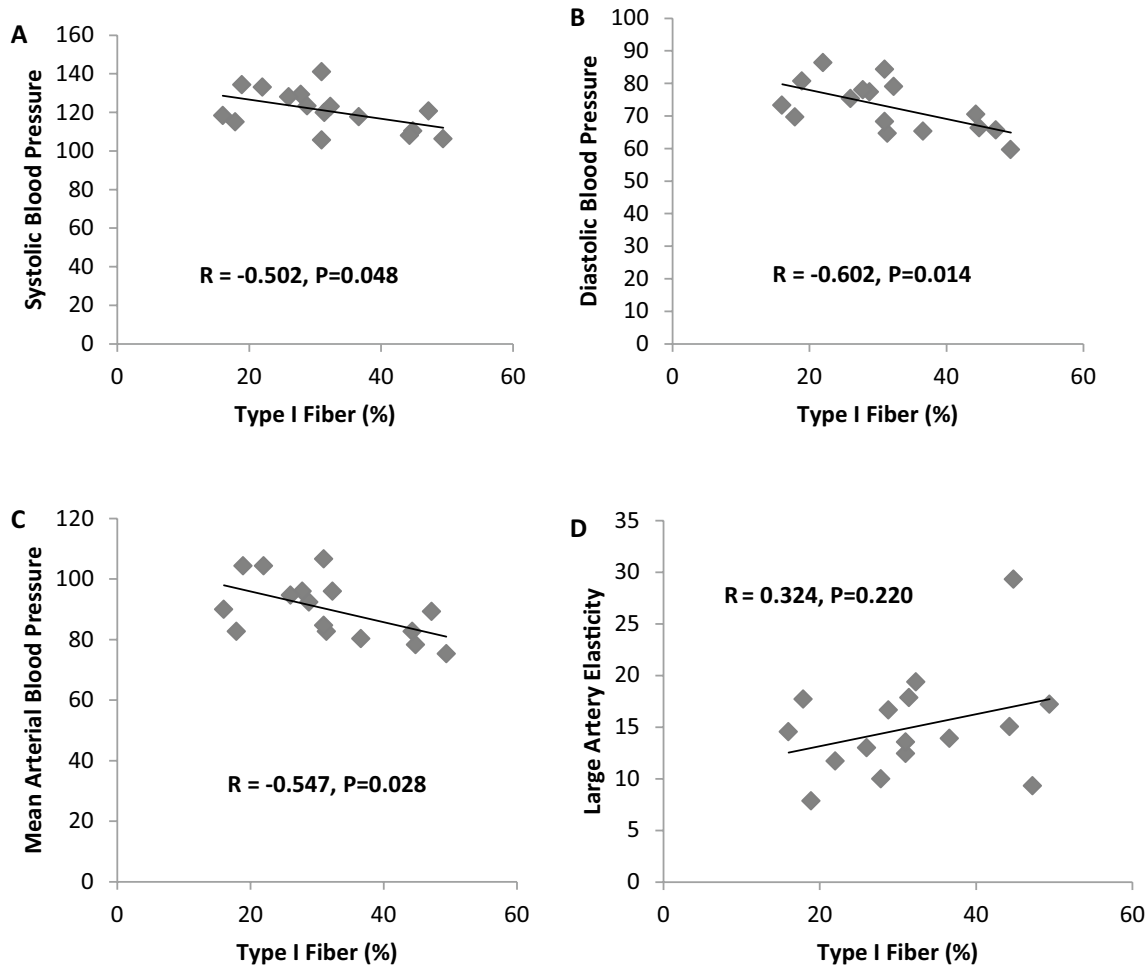 A
Systolic Blood Pressure
160
140
120
100
80
60
40
20
0
R = -0.502, P=0.048
0 20 40 60
Type I Fiber (%)
B
Diastolic Blood Pressure
100
90
80
70
60
50
40
30
20
10
0
R = -0.602, P=0.014
0 20 40 60
Type I Fiber (%)
C
Mean Arterial Blood Pressure
120
100
80
60
40
20
0
R = -0.547, P=0.028
0 20 40 60
Type I Fiber (%)
D
Large Artery Elasticity
35
30
25
20
15
10
5
0
R = 0.324, P=0.220
0 20 40 60
Type I Fiber (%)